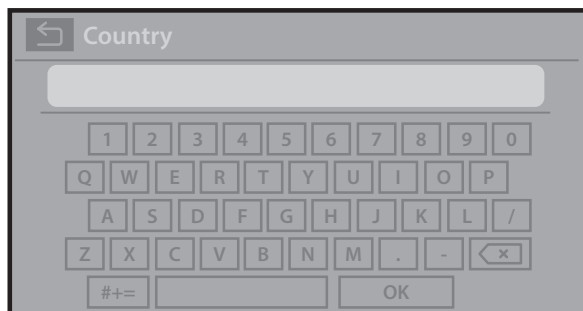 Country
1 2 3 4 5 6 7 8 9 0
Q W E R T Y U I O P
A S D F G H J K L /
Z X C V B N M . - ×
#+= OK